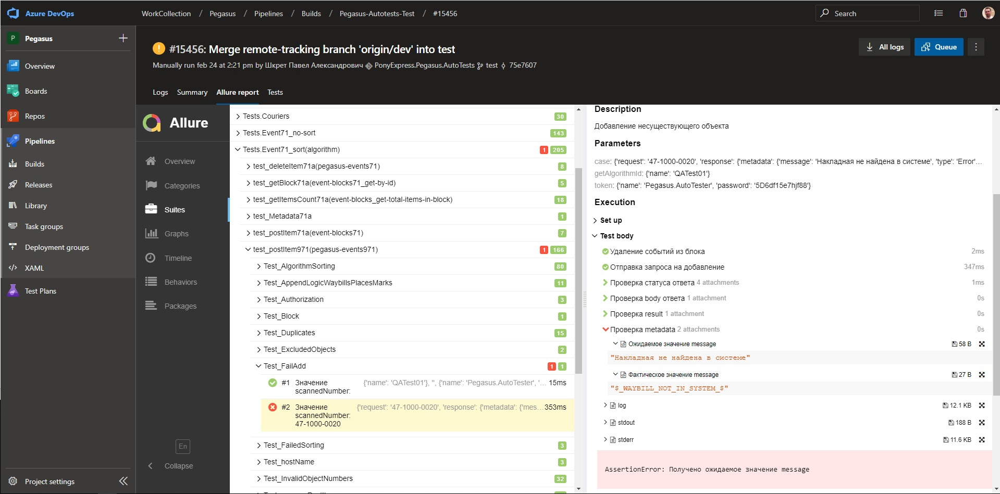 Azure DevOps
WorkCollection / Pegasus / Pipelines / Builds / Pegasus-Autotests-Test / #15456
Search
P Pegasus
Overview
Boards
Repos
Pipelines
Builds
Releases
Library
Task groups
Deployment groups
XAML
Test Plans
Project settings
#15456: Merge remote-tracking branch 'origin/dev' into test
Manually run feb 24 at 2:21 pm by Шкрет Павел Александрович PonyExpress.Pegasus.AutoTests test 75e7607
All logs
Queue
Logs Summary Allure report Tests
Allure
Overview
Categories
Suites
Graphs
Timeline
Behaviors
Packages
En
Collapse
Tests.Couriers 30
Tests.Event71_no-sort 143
Tests.Event71_sort(algorithm) 1 205
test_deleteItem71a(pegasus-events71) 8
test_getBlock71a(event-blocks71_get-by-id) 5
test_getItemsCount71a(event-blocks_get-total-items-in-block) 18
test_Metadata71a 1
test_postItem71a(event-blocks71) 7
test_postItem971(pegasus-events971) 1 166
Test_AlgorithmSorting 80
Test_AppendLogicWaybillsPlacesMarks 11
Test_Authorization 3
Test_Block 1
Test_Duplicates 15
Test_ExcludedObjects 2
Test_FailAdd 1 1
#1 Значение {'name': 'QATest01'}, '', {'name': 'Pegasus.AutoTester', '... 15ms
scannedNumber:
#2 Значение {'request': '47-1000-0020', 'response': {'metadata': {'mes... 353ms
scannedNumber:
47-1000-0020
Test_FailedSorting 3
Test_hostName 3
Test_InvalidObjectNumbers 32
Description
Добавление несуществующего объекта
Parameters
case: {'request': '47-1000-0020', 'response': {'metadata': {'message': 'Накладная не найдена в системе', 'type': 'Error'...
getAlgorithmId: {'name': 'QATest01'}
token: {'name': 'Pegasus.AutoTester', 'password': '5D6df15e7hjf88'}
Execution
Set up
Test body
Удаление событий из блока 2ms
Отправка запроса на добавление 347ms
Проверка статуса ответа 4 attachments 1ms
Проверка body ответа 1 attachment 0s
Проверка result 1 attachment 0s
Проверка metadata 2 attachments 0s
Ожидаемое значение message 58 B
"Накладная не найдена в системе"
Фактическое значение message 27 B
"$_WAYBILL_NOT_IN_SYSTEM_$"
log 12.1 KB
stdout 188 B
stderr 11.6 KB
AssertionError: Получено ожидаемое значение message